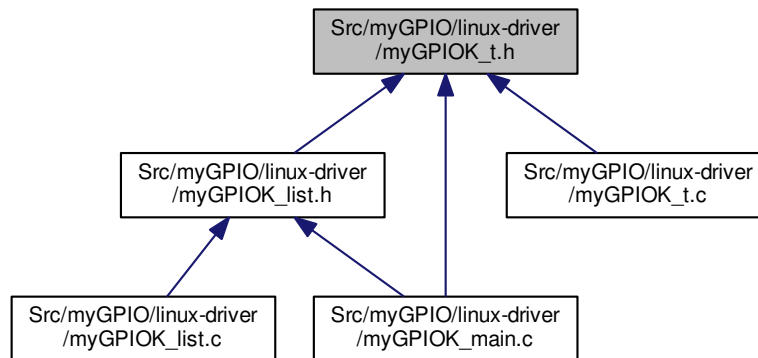 Src/myGPIO/linux-driver
/myGPIOK_t.h
Src/myGPIO/linux-driver
/myGPIOK_list.h
Src/myGPIO/linux-driver
/myGPIOK_t.c
Src/myGPIO/linux-driver
/myGPIOK_list.c
Src/myGPIO/linux-driver
/myGPIOK_main.c